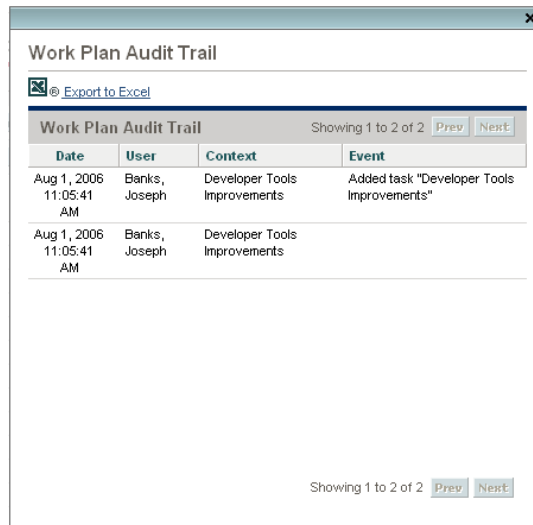 Work Plan Audit Trail
® Export to Excel
Work Plan Audit Trail Showing 1 to 2 of 2 Prev Next
Date User Context Event
Aug 1, 2006 Banks, Developer Tools Added task "Developer Tools
11:05:41 Joseph Improvements Improvements"
AM
Aug 1, 2006 Banks, Developer Tools
11:05:41 Joseph Improvements
AM
Showing 1 to 2 of 2 Prev Next